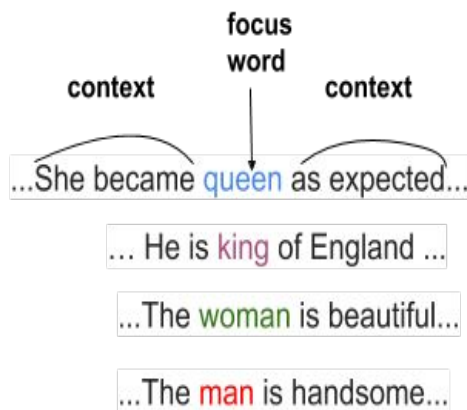 focus
word
context
context
...She became queen as expected...
... He is king of England ...
...The woman is beautiful...
...The man is handsome...